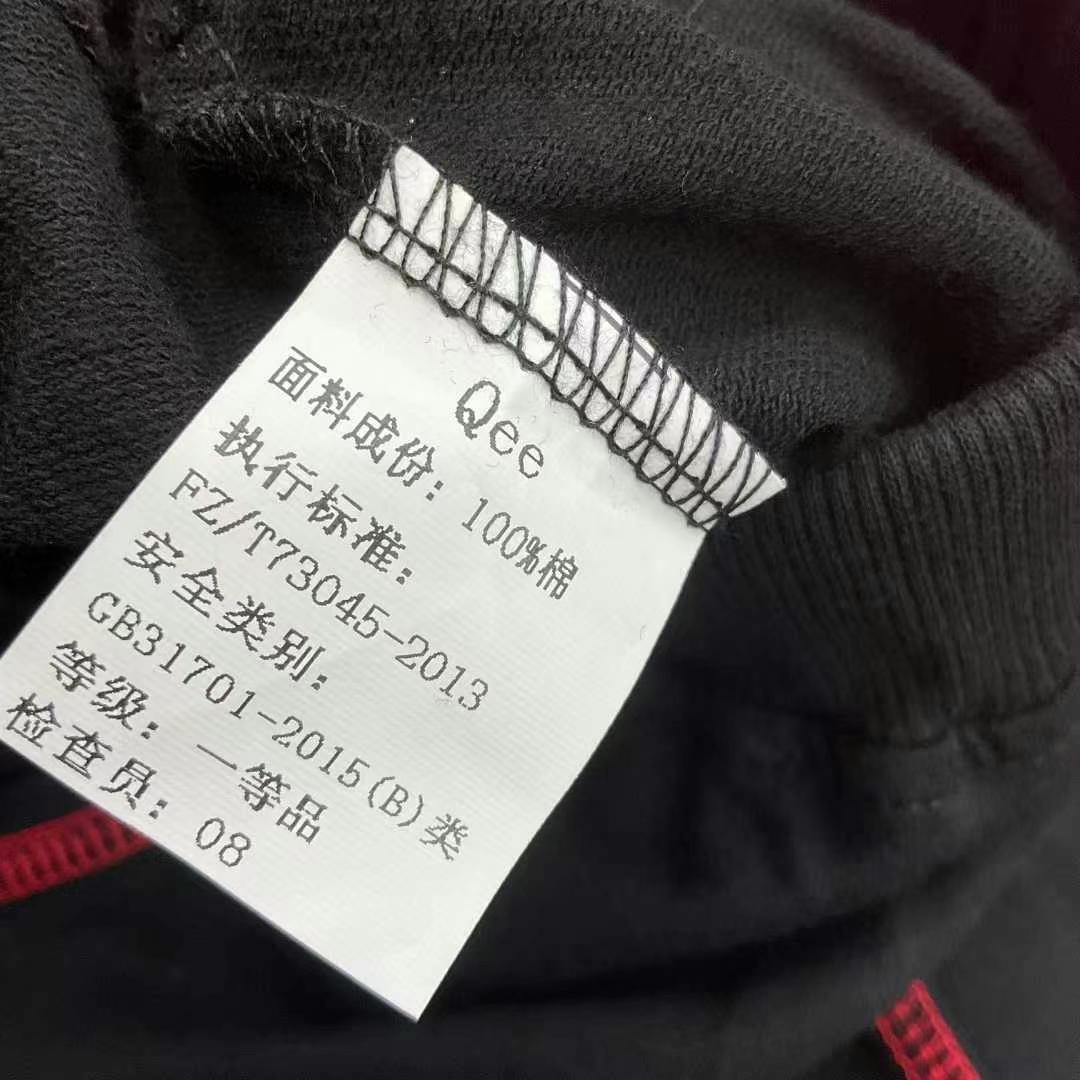 Qee
面料成份：100%棉
执行标准：
FZ/T73045-2013
安全类别：
GB31701-2015(B)类
等级：一等品
检查员：08